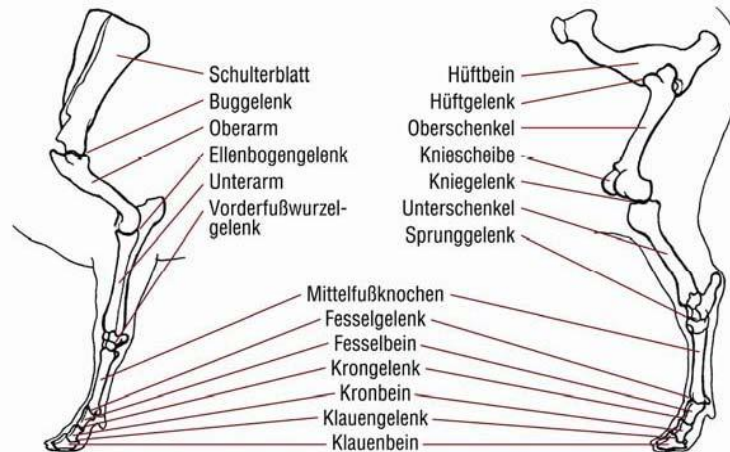 Schulterblatt
Buggelenk
Oberarm
Ellenbogengelenk
Unterarm
Vorderfußwurzel-
gelenk
Hüftbein
Hüftgelenk
Oberschenkel
Kniescheibe
Kniegelenk
Unterschenkel
Sprunggelenk
Mittelfußknochen
Fesselgelenk
Fesselbein
Krongelenk
Kronbein
Klauengelenk
Klauenbein